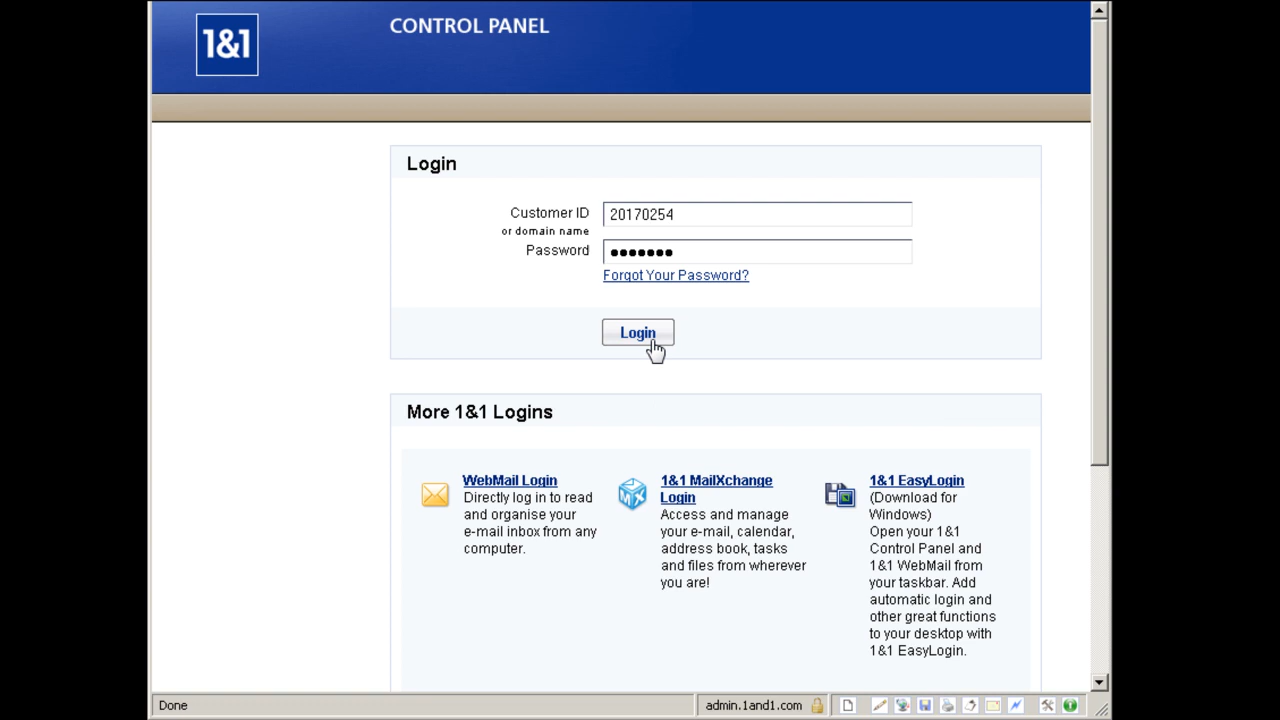 1&1
CONTROL PANEL
Login
Customer ID
20170254
or domain name
Password
Forgot Your Password?
Login
More 1&1 Logins
WebMail Login
Directly log in to read
and organise your
e-mail inbox from any
computer.
1&1 MailXchange
Login
Access and manage
your e-mail, calendar,
address book, tasks
and files from wherever
you are!
1&1 EasyLogin
(Download for
Windows)
Open your 1&1
Control Panel and
1&1 WebMail from
your taskbar. Add
automatic login and
other great functions
to your desktop with
1&1 EasyLogin.
Done
admin.1and1.com